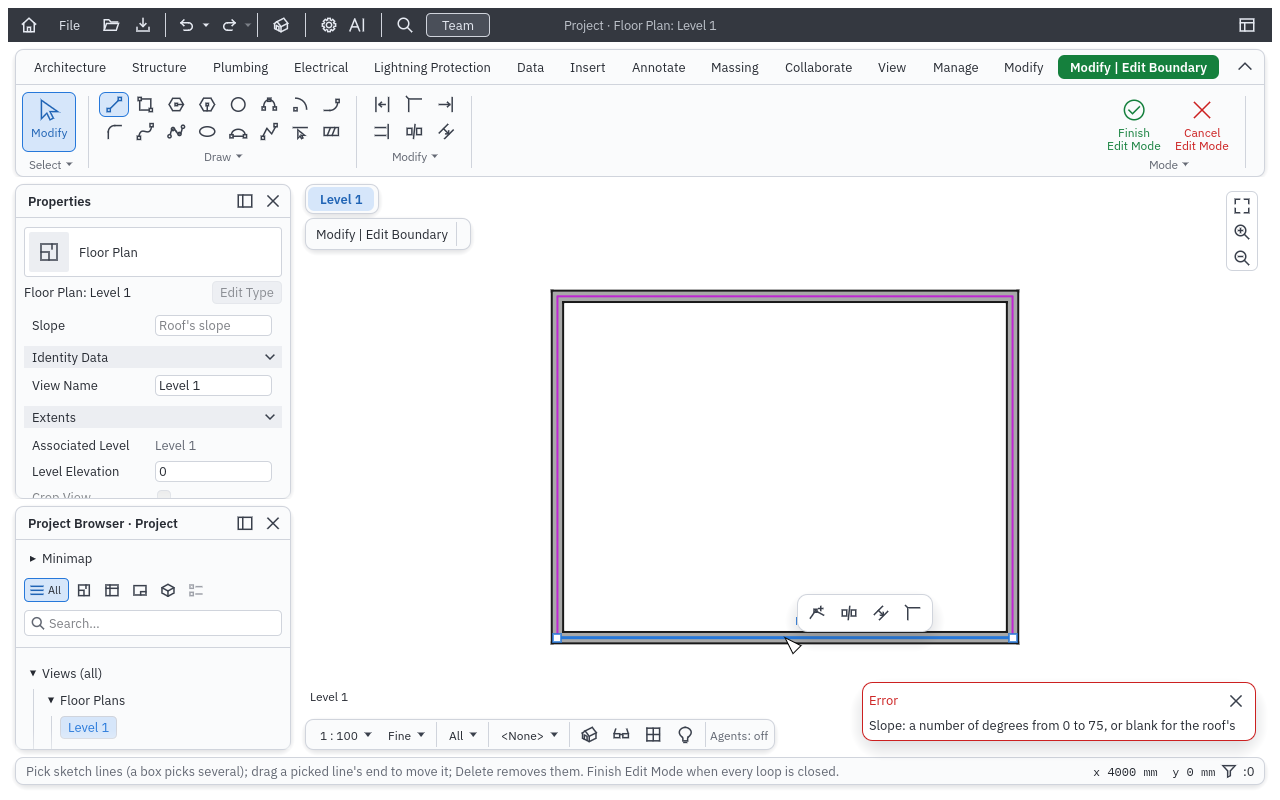 File
Team
Project · Floor Plan: Level 1
Architecture Structure Plumbing Electrical Lightning Protection Data Insert Annotate Massing Collaborate View Manage Modify Modify | Edit Boundary
Modify
Select
Draw
Modify
Finish Edit Mode
Cancel Edit Mode
Mode
Properties
Floor Plan
Floor Plan: Level 1 Edit Type
Slope Roof's slope
Identity Data
View Name Level 1
Extents
Associated Level Level 1
Level Elevation 0
Crop View
Project Browser · Project
Minimap
All
Search...
Views (all)
Floor Plans
Level 1
Level 1
Modify | Edit Boundary
Level 1
1 : 100 Fine All <None> Agents: off
Error
Slope: a number of degrees from 0 to 75, or blank for the roof's
Pick sketch lines (a box picks several); drag a picked line's end to move it; Delete removes them. Finish Edit Mode when every loop is closed.
x 4000 mm y 0 mm :0